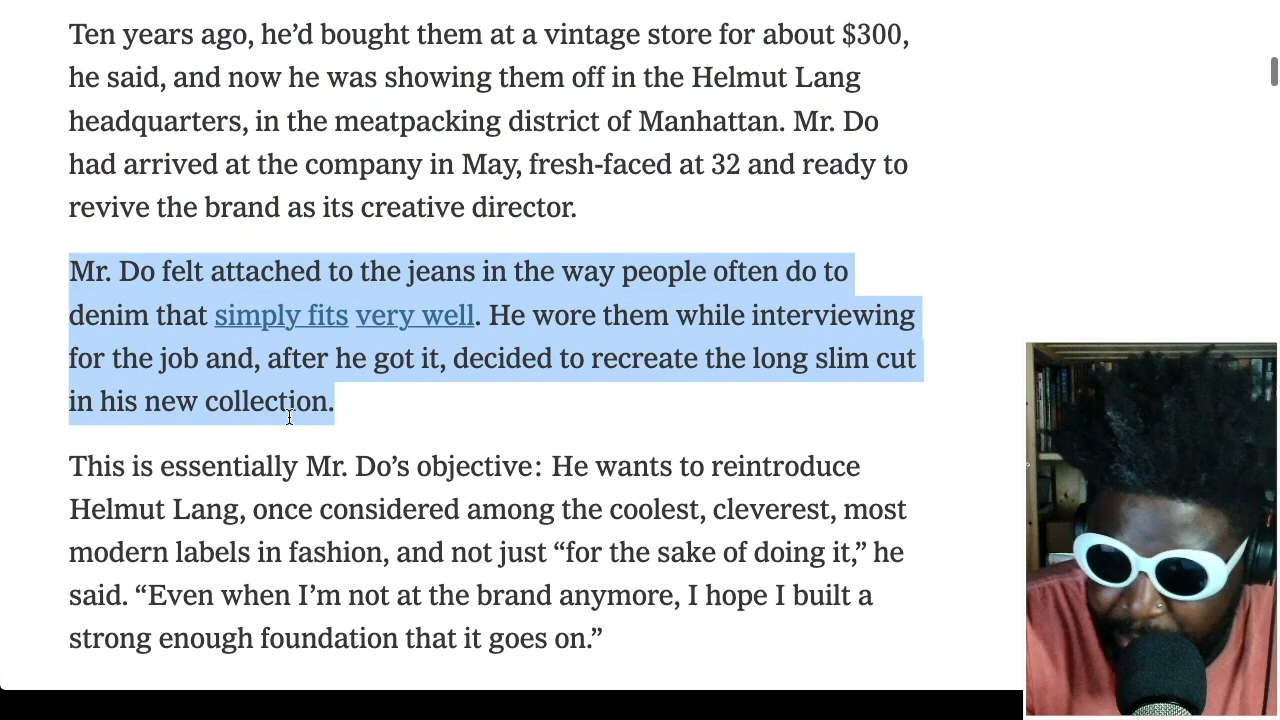 Ten years ago, he’d bought them at a vintage store for about $300,
he said, and now he was showing them off in the Helmut Lang
headquarters, in the meatpacking district of Manhattan. Mr. Do
had arrived at the company in May, fresh-faced at 32 and ready to
revive the brand as its creative director.
Mr. Do felt attached to the jeans in the way people often do to
denim that simply fits very well. He wore them while interviewing
for the job and, after he got it, decided to recreate the long slim cut
in his new collection.
This is essentially Mr. Do’s objective: He wants to reintroduce
Helmut Lang, once considered among the coolest, cleverest, most
modern labels in fashion, and not just “for the sake of doing it,” he
said. “Even when I’m not at the brand anymore, I hope I built a
strong enough foundation that it goes on.”